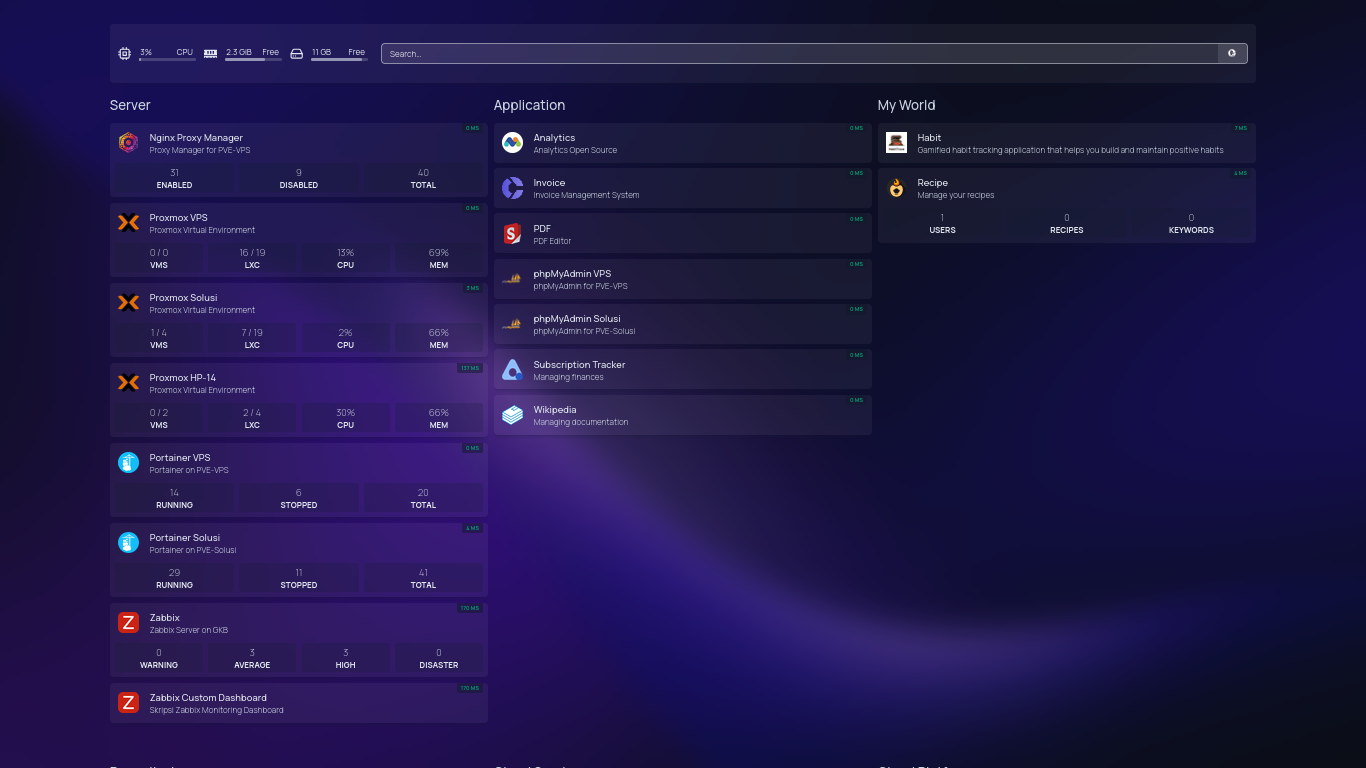 3% CPU 2.3 GiB Free 11 GB Free
Search...
Server
Nginx Proxy Manager
0 MS
Proxy Manager for PVE-VPS
31 9 40
ENABLED DISABLED TOTAL
Proxmox VPS
0 MS
Proxmox Virtual Environment
0 / 0 16 / 19 13% 69%
VMS LXC CPU MEM
Proxmox Solusi
3 MS
Proxmox Virtual Environment
1 / 4 7 / 19 2% 66%
VMS LXC CPU MEM
Proxmox HP-14
Proxmox Virtual Environment
0 / 2 2 / 4 30% 66%
VMS LXC CPU MEM
Portainer VPS
0 MS
Portainer on PVE-VPS
14 6 20
RUNNING STOPPED TOTAL
Portainer Solusi
4 MS
Portainer on PVE-Solusi
29 11 41
RUNNING STOPPED TOTAL
Zabbix
170 MS
Zabbix Server on GKB
0 3 3 0
WARNING AVERAGE HIGH DISASTER
Zabbix Custom Dashboard
170 MS
Skripsi Zabbix Monitoring Dashboard
Application
Analytics
0 MS
Analytics Open Source
Invoice
0 MS
Invoice Management System
PDF
0 MS
PDF Editor
phpMyAdmin VPS
0 MS
phpMyAdmin for PVE-VPS
phpMyAdmin Solusi
0 MS
phpMyAdmin for PVE-Solusi
Subscription Tracker
0 MS
Managing finances
Wikipedia
0 MS
Managing documentation
My World
Habit
7 MS
Gamified habit tracking application that helps you build and maintain positive habits
Recipe
4 MS
Manage your recipes
1 0 0
USERS RECIPES KEYWORDS